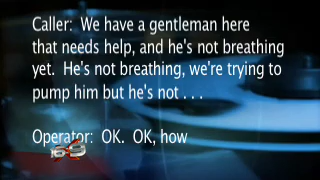 Caller:  We have a gentleman here
that needs help, and he's not breathing
yet.  He's not breathing, we're trying to
pump him but he's not . . .
Operator:  OK.  OK, how